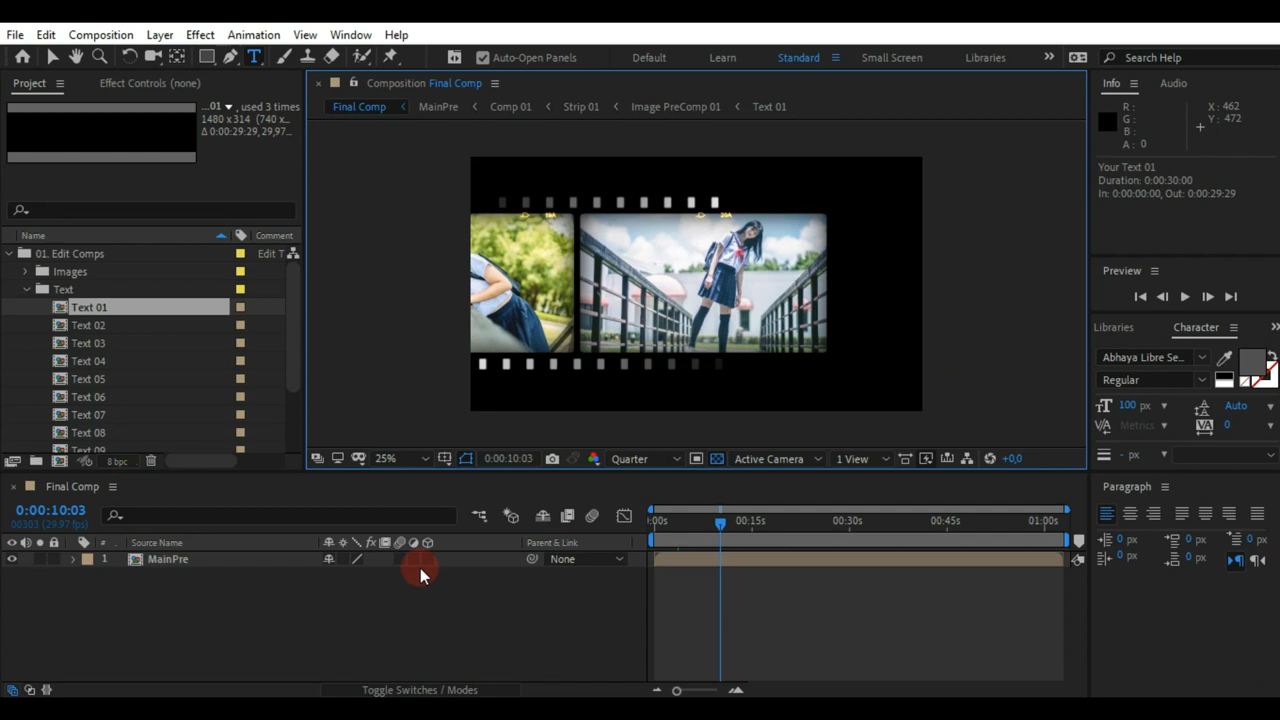 File Edit Composition Layer Effect Animation View Window Help
Auto-Open Panels Default Learn Standard Small Screen Libraries Search Help
Project Effect Controls (none)
...01, used 3 times
1480 x 314 (740 x...
Δ 0:00:29:29, 29,97...
Name Comment
01. Edit Comps Edit T
Images
Text
Text 01
Text 02
Text 03
Text 04
Text 05
Text 06
Text 07
Text 08
Text 09
8 bpc
Composition Final Comp
Final Comp MainPre Comp 01 Strip 01 Image PreComp 01 Text 01
25% 0:00:10:03 Quarter Active Camera 1 View +0,0
Info Audio
R: X: 462
G: Y: 472
B:
A: 0
Your Text 01
Duration: 0:00:30:00
In: 0:00:00:00, Out: 0:00:29:29
Preview
Libraries Character
Abhaya Libre Se...
Regular
100 px Auto
Metrics 0
- px
Paragraph
0 px 0 px 0 px
0 px 0 px
Final Comp
0:00:10:03
00303 (29.97 fps)
# Source Name Parent & Link
1 MainPre None
:00s 00:15s 00:30s 00:45s 01:00s
Toggle Switches / Modes